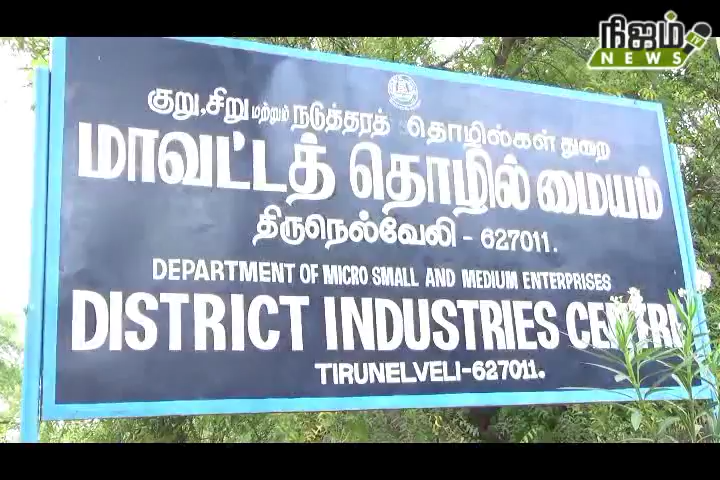 நிஜம்
NEWS
குறு,சிறு மற்றும் நடுத்தரத் தொழில்கள் துறை
மாவட்டத் தொழில் மையம்
திருநெல்வேலி - 627011.
DEPARTMENT OF MICRO SMALL AND MEDIUM ENTERPRISES
DISTRICT INDUSTRIES
TIRUNELVELI-627011.